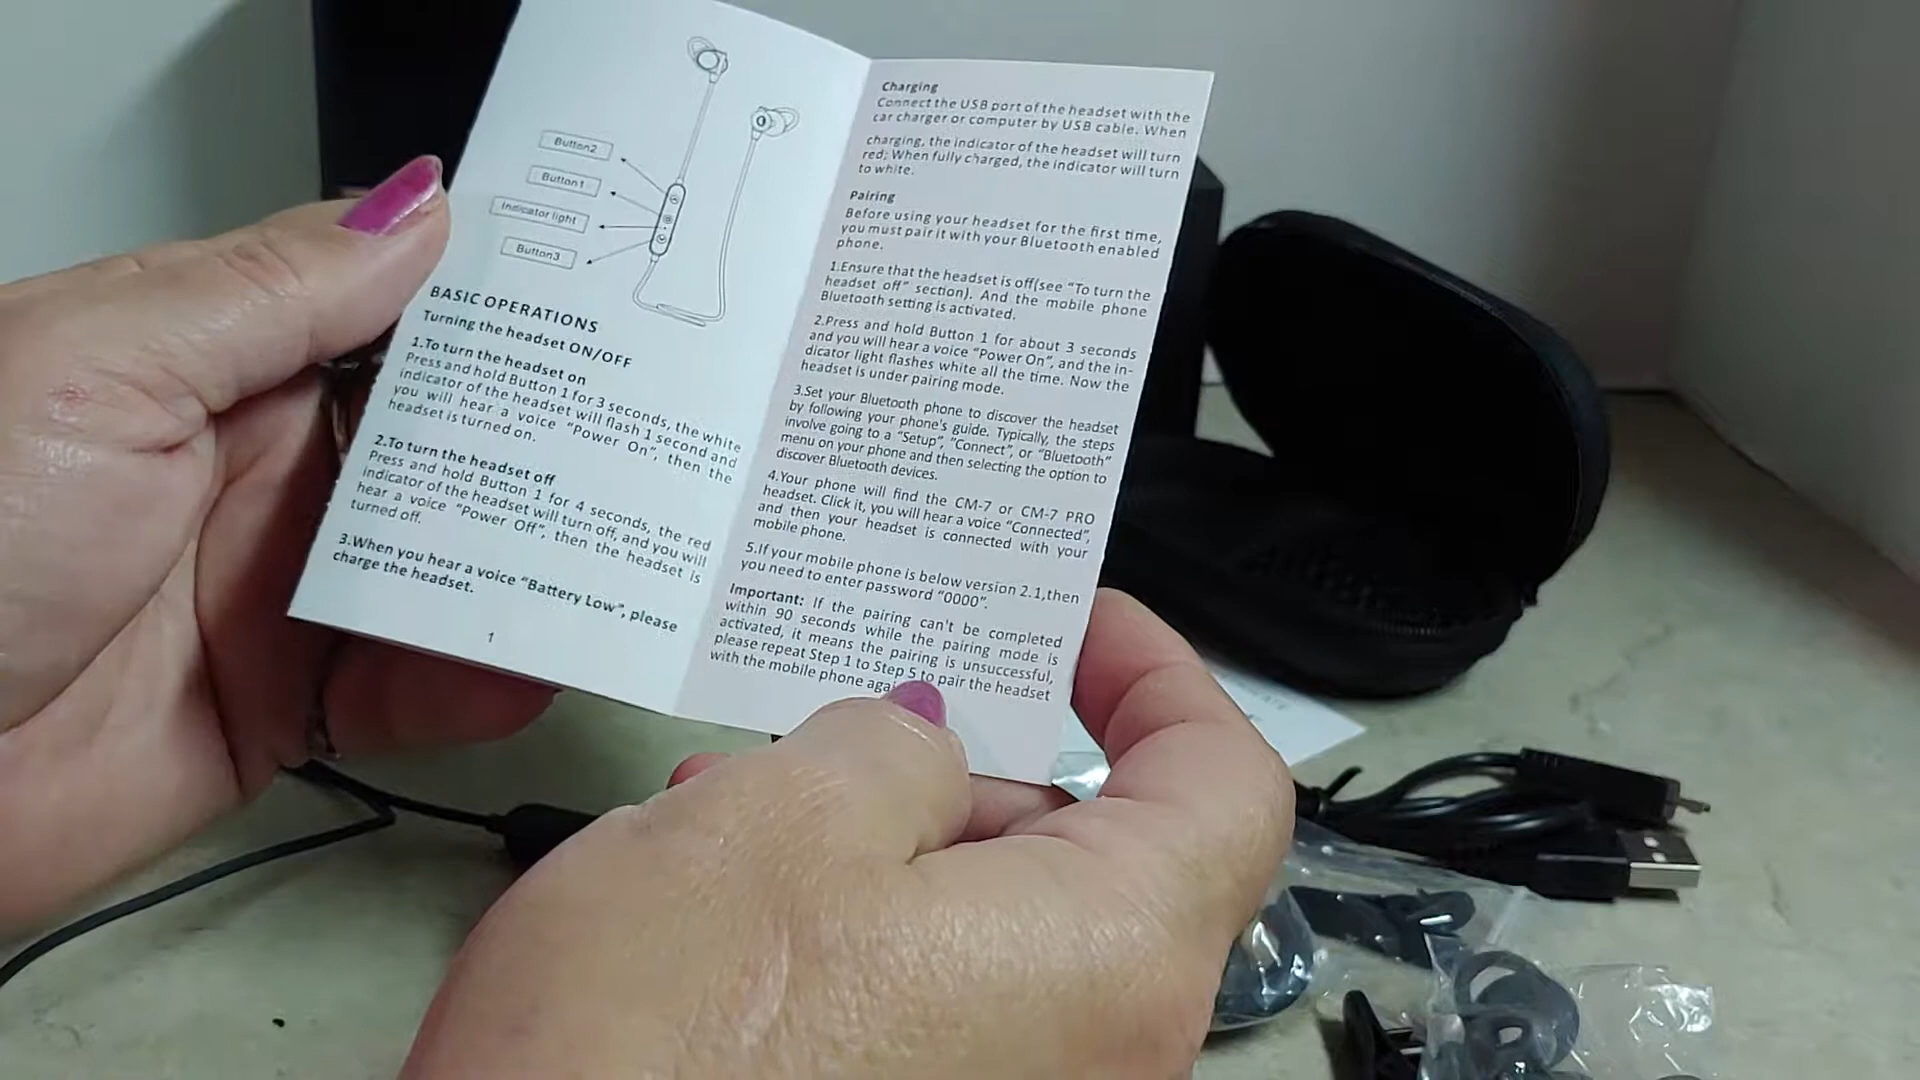 Button2
Button1
Indicator light
Button3
BASIC OPERATIONS
Turning the headset ON/OFF
1.To turn the headset on
Press and hold Button 1 for 3 seconds, the white
indicator of the headset will flash 1 second and
you will hear a voice “Power On”, then the
headset is turned on.
2.To turn the headset off
Press and hold Button 1 for 4 seconds, the red
indicator of the headset will turn off, and you will
hear a voice “Power Off”, then the headset is
turned off.
3.When you hear a voice “Battery Low”, please
charge the headset.
1
Charging
Connect the USB port of the headset with the
car charger or computer by USB cable. When
charging, the indicator of the headset will turn
red; When fully charged, the indicator will turn
to white.
Pairing
Before using your headset for the first time,
you must pair it with your Bluetooth enabled
phone.
1.Ensure that the headset is off(see “To turn the
headset off” section). And the mobile phone
Bluetooth setting is activated.
2.Press and hold Button 1 for about 3 seconds
and you will hear a voice “Power On”, and the in-
dicator light flashes white all the time. Now the
headset is under pairing mode.
3.Set your Bluetooth phone to discover the headset
by following your phone's guide. Typically, the steps
involve going to a “Setup”, “Connect”, or “Bluetooth”
menu on your phone and then selecting the option to
discover Bluetooth devices.
4.Your phone will find the CM-7 or CM-7 PRO
headset. Click it, you will hear a voice “Connected”,
and then your headset is connected with your
mobile phone.
5.If your mobile phone is below version 2.1,then
you need to enter password “0000”.
Important: If the pairing can't be completed
within 90 seconds while the pairing mode is
activated, it means the pairing is unsuccessful,
please repeat Step 1 to Step 5 to pair the headset
with the mobile phone